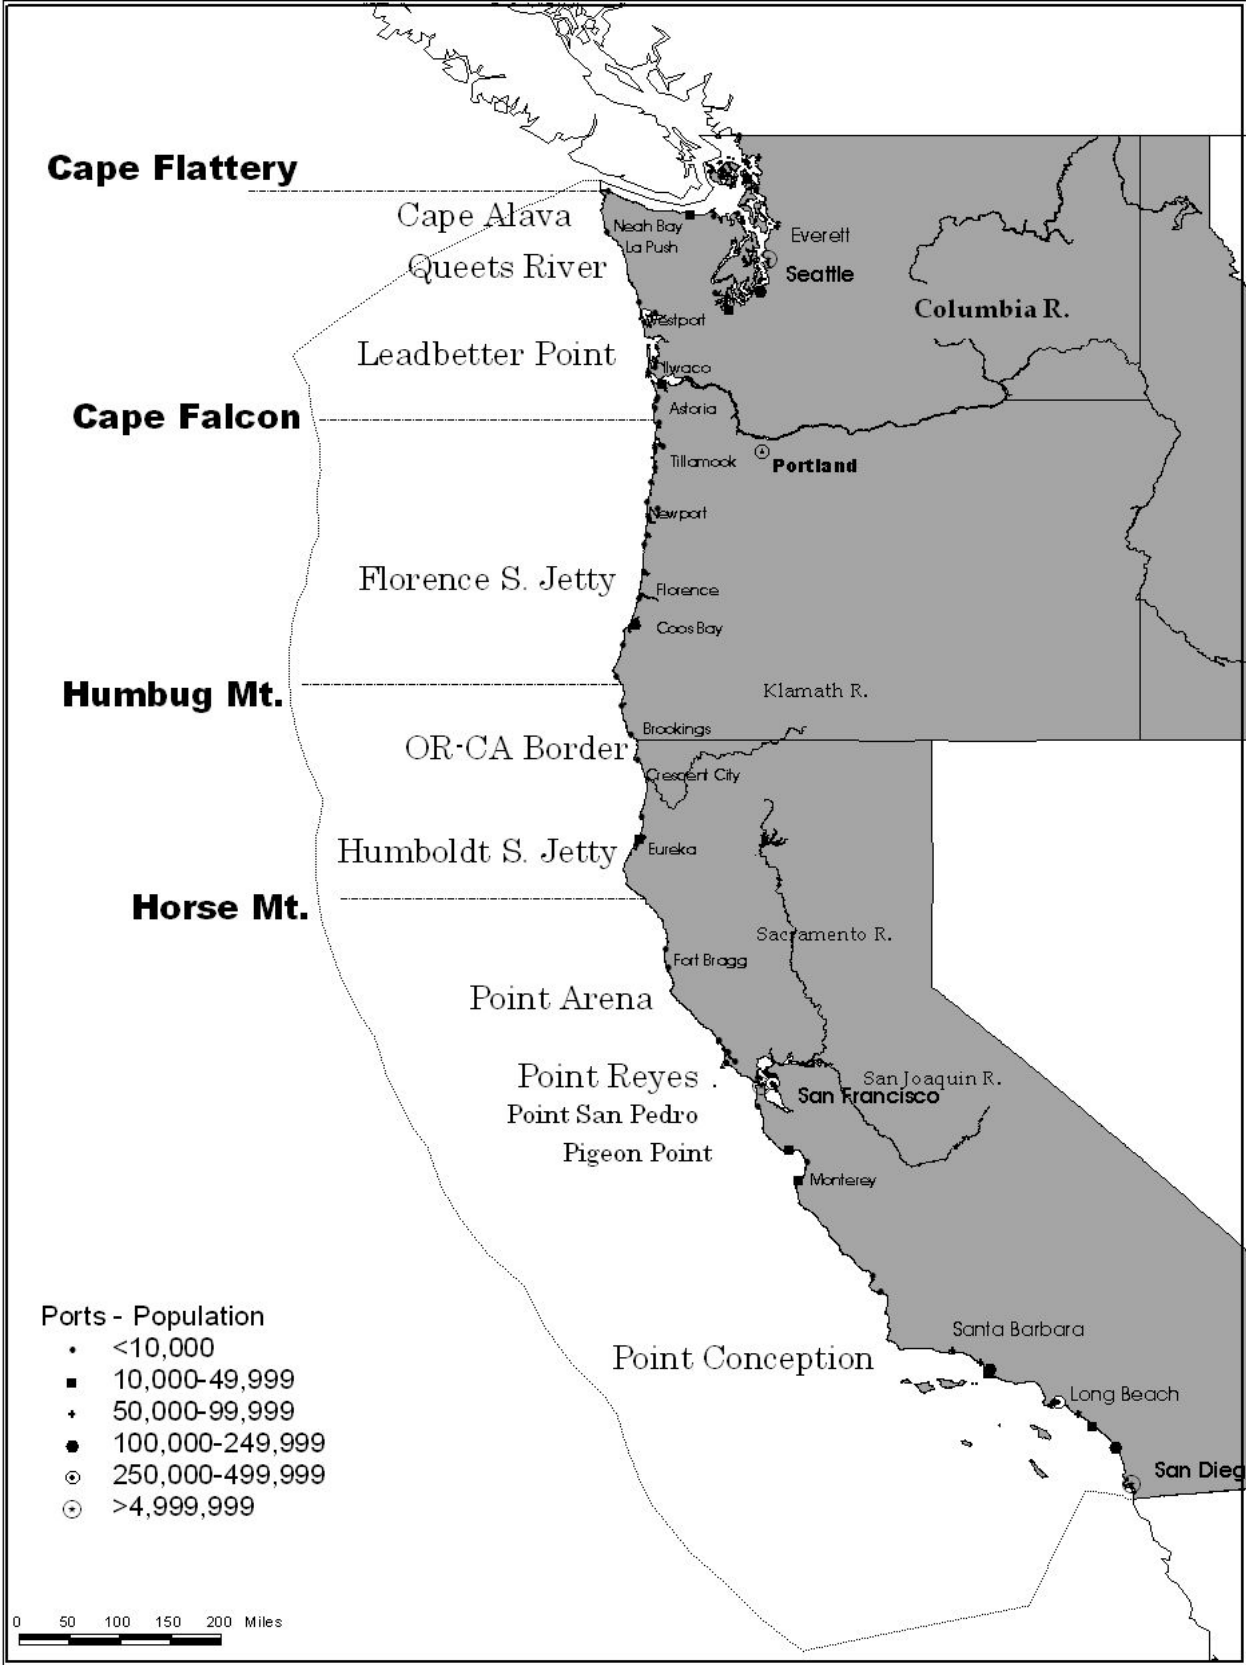 Cape Flattery
Cape Alava
Neah Bay
Everett
La Push
Queets River
Seattle
Columbia R.
Westport
Leadbetter Point
Ilwaco
Cape Falcon
Astoria
Tillamook
Portland
Newport
Florence S. Jetty
Florence
Coos Bay
Humbug Mt.
Klamath R.
Brookings
OR-CA Border
Crescent City
Humboldt S. Jetty
Eureka
Horse Mt.
Sacramento R.
Fort Bragg
Point Arena
Point Reyes .
San Joaquin R.
San Francisco
Point San Pedro
Pigeon Point
Monterey
Ports - Population
<10,000
10,000-49,999
50,000-99,999
100,000-249,999
250,000-499,999
>4,999,999
Santa Barbara
Point Conception
Long Beach
San Dieg
0 50 100 150 200 Miles